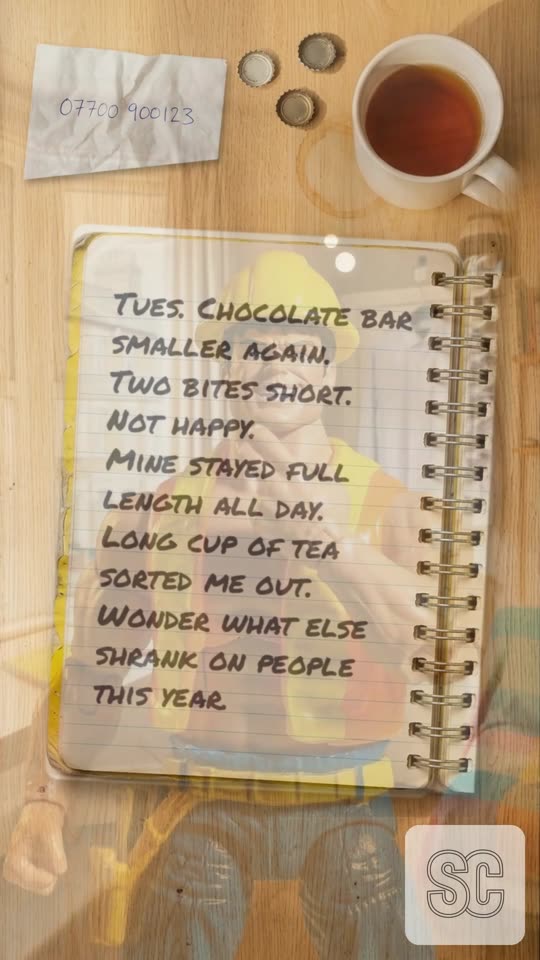 07700 900123
TUES. CHOCOLATE BAR
SMALLER AGAIN,
TWO BITES SHORT.
NOT HAPPY.
MINE STAYED FULL
LENGTH ALL DAY.
LONG CUP OF TEA
SORTED ME OUT.
WONDER WHAT ELSE
SHRANK ON PEOPLE
THIS YEAR.
SC